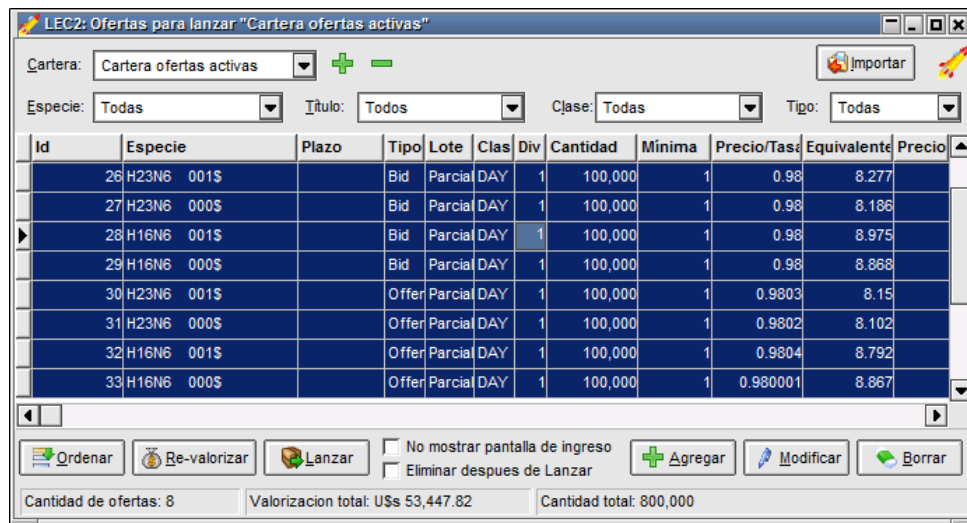 LEC2: Ofertas para lanzar "Cartera ofertas activas"
Cartera: Cartera ofertas activas Importar
Especie: Todas Título: Todos Clase: Todas Tipo: Todas
Id Especie Plazo Tipo Lote Clas Div Cantidad Mínima Precio/Tasa Equivalente Precio
26 H23N6 001$ Bid Parcial DAY 1 100,000 1 0.98 8.277
27 H23N6 000$ Bid Parcial DAY 1 100,000 1 0.98 8.186
28 H16N6 001$ Bid Parcial DAY 1 100,000 1 0.98 8.975
29 H16N6 000$ Bid Parcial DAY 1 100,000 1 0.98 8.868
30 H23N6 001$ Offer Parcial DAY 1 100,000 1 0.9803 8.15
31 H23N6 000$ Offer Parcial DAY 1 100,000 1 0.9802 8.102
32 H16N6 001$ Offer Parcial DAY 1 100,000 1 0.9804 8.792
33 H16N6 000$ Offer Parcial DAY 1 100,000 1 0.980001 8.867
Ordenar Re-valorizar Lanzar No mostrar pantalla de ingreso Agregar Modificar Borrar
Eliminar despues de Lanzar
Cantidad de ofertas: 8 Valorizacion total: U$s 53,447.82 Cantidad total: 800,000